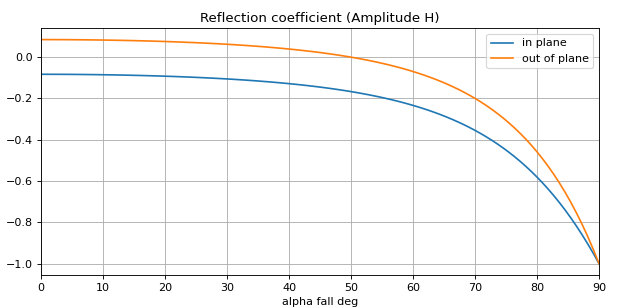 Reflection coefficient (Amplitude H)
in plane
out of plane
0.0
−0.2
−0.4
−0.6
−0.8
−1.0
0 10 20 30 40 50 60 70 80 90
alpha fall deg